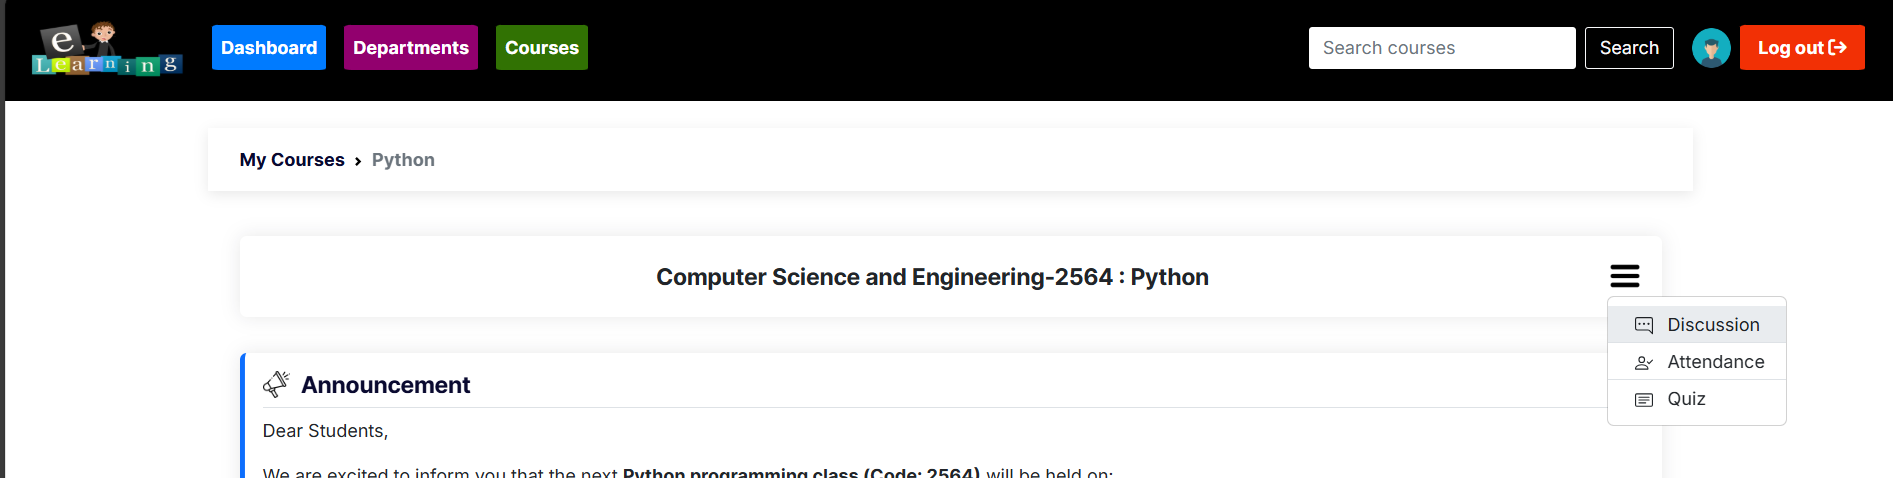 e
Learning
Dashboard
Departments
Courses
Search courses
Search
Log out
My Courses › Python
Computer Science and Engineering-2564 : Python
Discussion
Attendance
Quiz
Announcement
Dear Students,
We are excited to inform you that the next Python programming class (Code: 2564) will be held on: